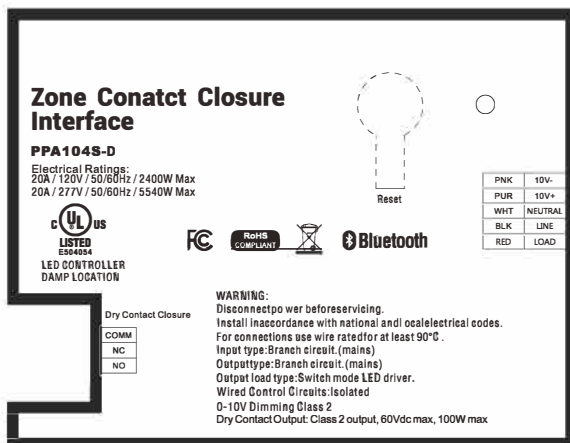 Zone Conatct Closure
Interface
PPA104S-D
Electrical Ratings:
20A / 120V / 50/60Hz / 2400W Max
20A / 277V / 50/60Hz / 5540W Max
C UL US
LISTED
E504054
LED CONTROLLER
DAMP LOCATION
FC
RoHS
COMPLIANT
Bluetooth
Reset
PNK 10V-
PUR 10V+
WHT NEUTRAL
BLK LINE
RED LOAD
Dry Contact Closure
COMM
NC
NO
WARNING:
Disconnectpo wer beforeservicing.
Install inaccordance with national andl ocalelectrical codes.
For connections use wire ratedfor at least 90°C .
Input type:Branch circuit.(mains)
Outputtype:Branch circuit.(mains)
Output load type:Switch mode LED driver.
Wired Control Circuits:Isolated
0-10V Dimming Class 2
Dry Contact Output: Class 2 output, 60Vdc max, 100W max